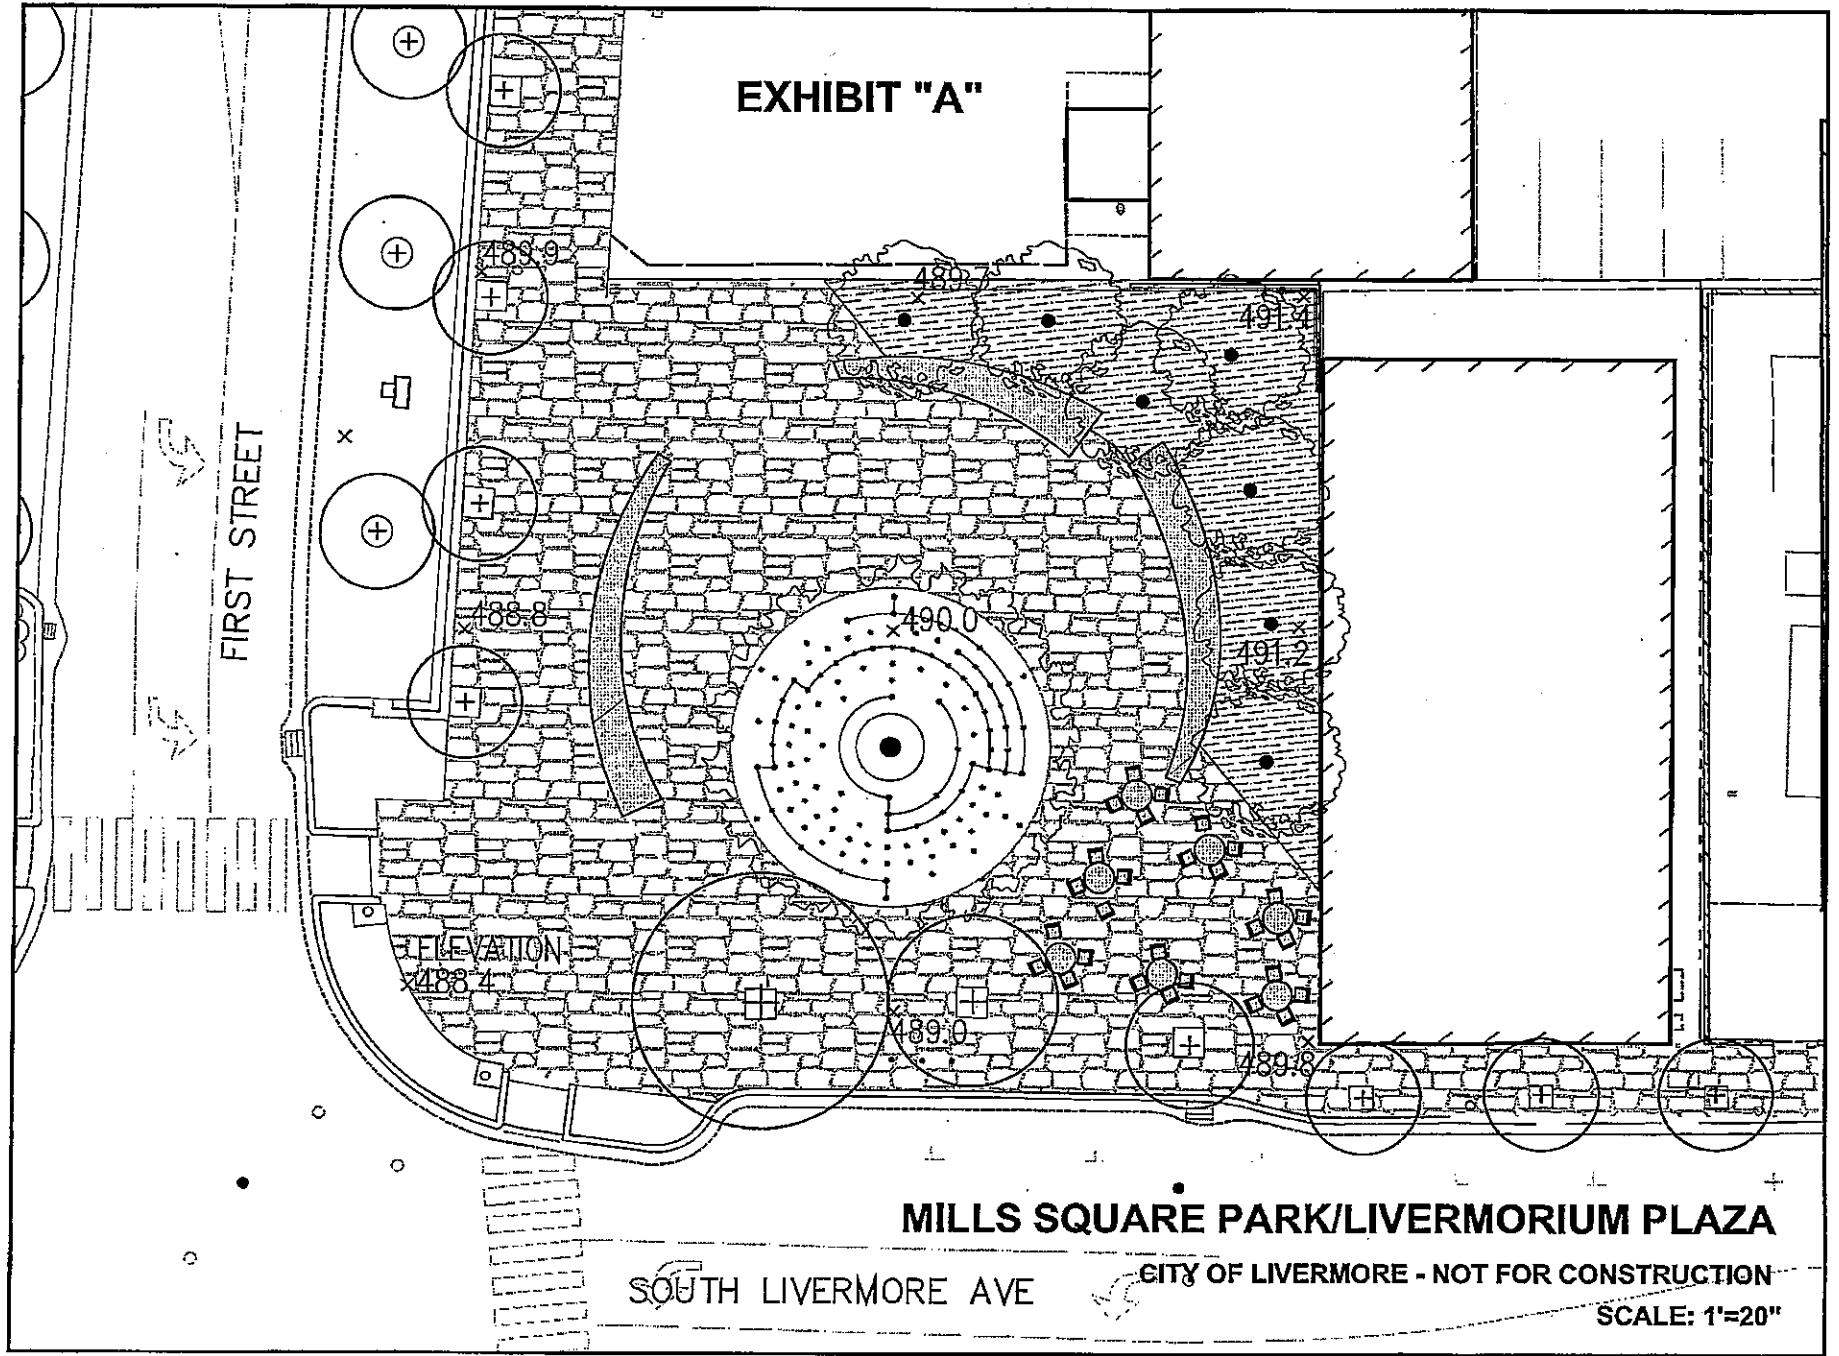 EXHIBIT "A"
489.9
489.7
491.4
FIRST STREET
488.8
490.0
491.2
ELEVATION
488.4
489.0
489.8
MILLS SQUARE PARK/LIVERMORIUM PLAZA
SOUTH LIVERMORE AVE
CITY OF LIVERMORE - NOT FOR CONSTRUCTION
SCALE: 1'=20"